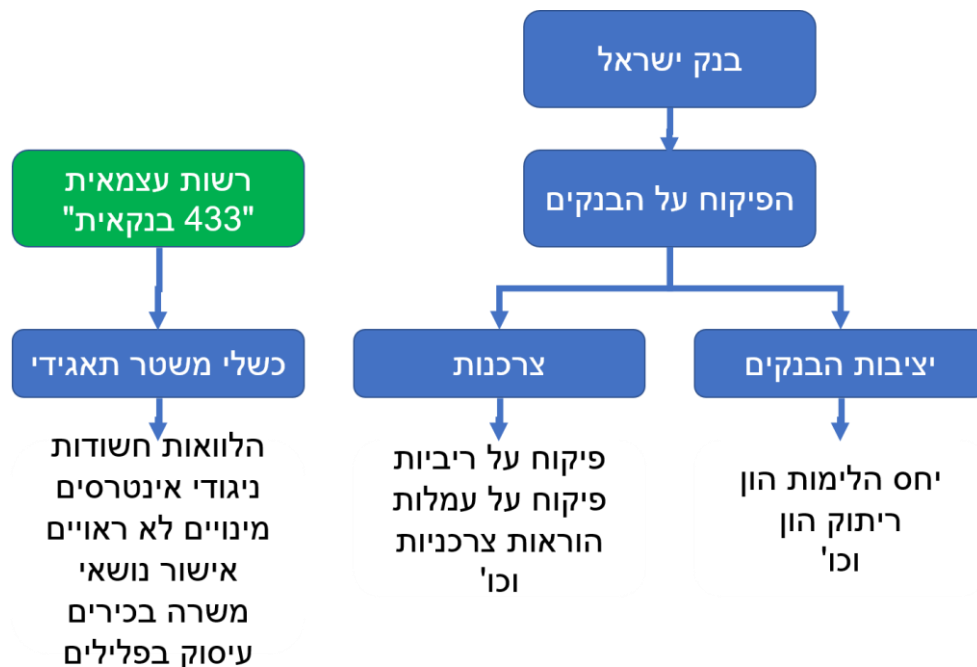 בנק ישראל
הפיקוח על הבנקים
רשות עצמאית
"433 בנקאית"
יציבות הבנקים
צרכנות
כשלי משטר תאגידי
יחס הלימות הון
ריתוק הון
וכו'
פיקוח על ריביות
פיקוח על עמלות
הוראות צרכניות
וכו'
הלוואות חשודות
ניגודי אינטרסים
מינויים לא ראויים
אישור נושאי
משרה בכירים
עיסוק בפלילים